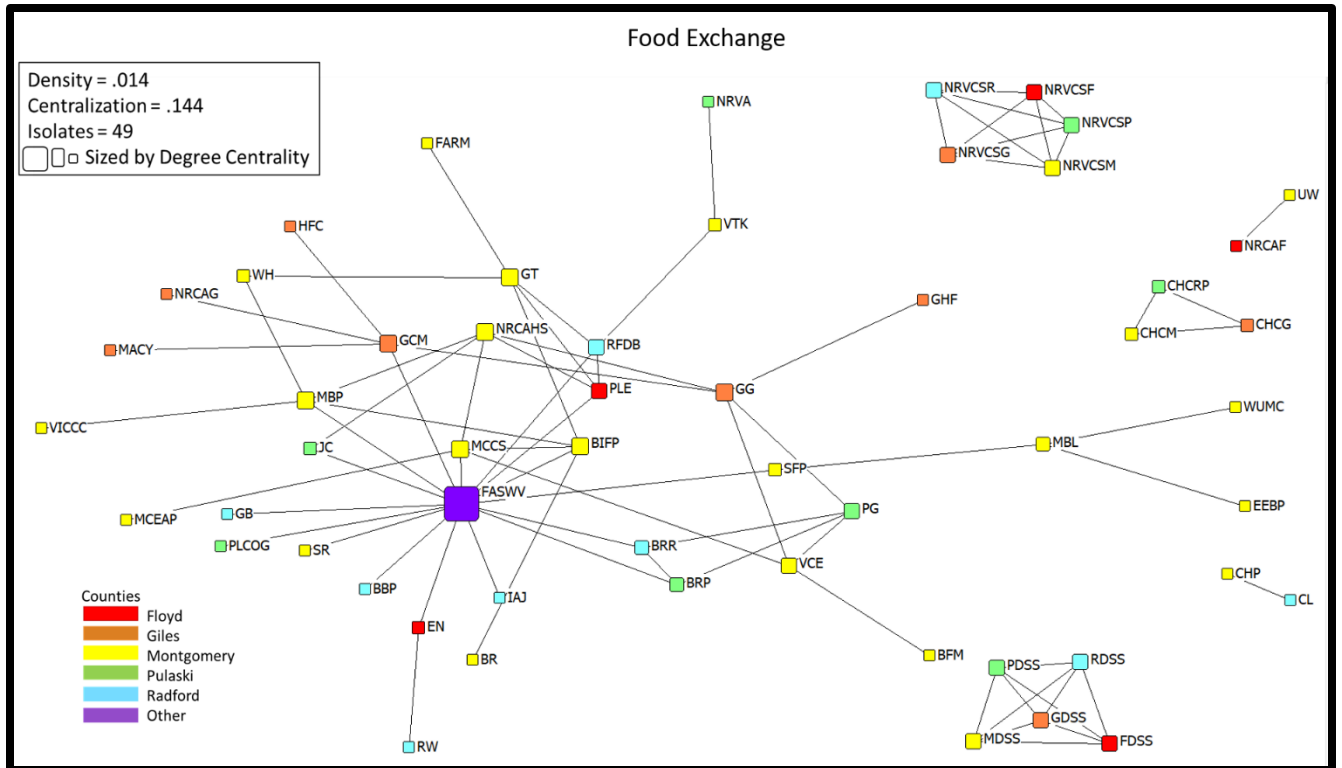 Food Exchange
Density = .014
Centralization = .144
Isolates = 49
Sized by Degree Centrality
NRVCSR
NRVCSF
NRVA
NRVCSP
FARM
NRVCSG
NRVCSM
UW
VTK
HFC
NRCAF
WH
GT
CHCRP
NRCAG
GHF
CHCG
NRCAHS
CHCM
GCM
RFDB
MACY
PLE
GG
MBP
WUMC
VICCC
MBL
BIFP
MCCS
JC
SFP
FASWV
EEBP
PG
GB
MCEAP
PLCOG
SR
BRR
VCE
CHP
BRP
BBP
IAJ
CL
Counties
Floyd
Giles
Montgomery
Pulaski
Radford
Other
EN
BR
BFM
RDSS
PDSS
GDSS
MDSS
FDSS
RW